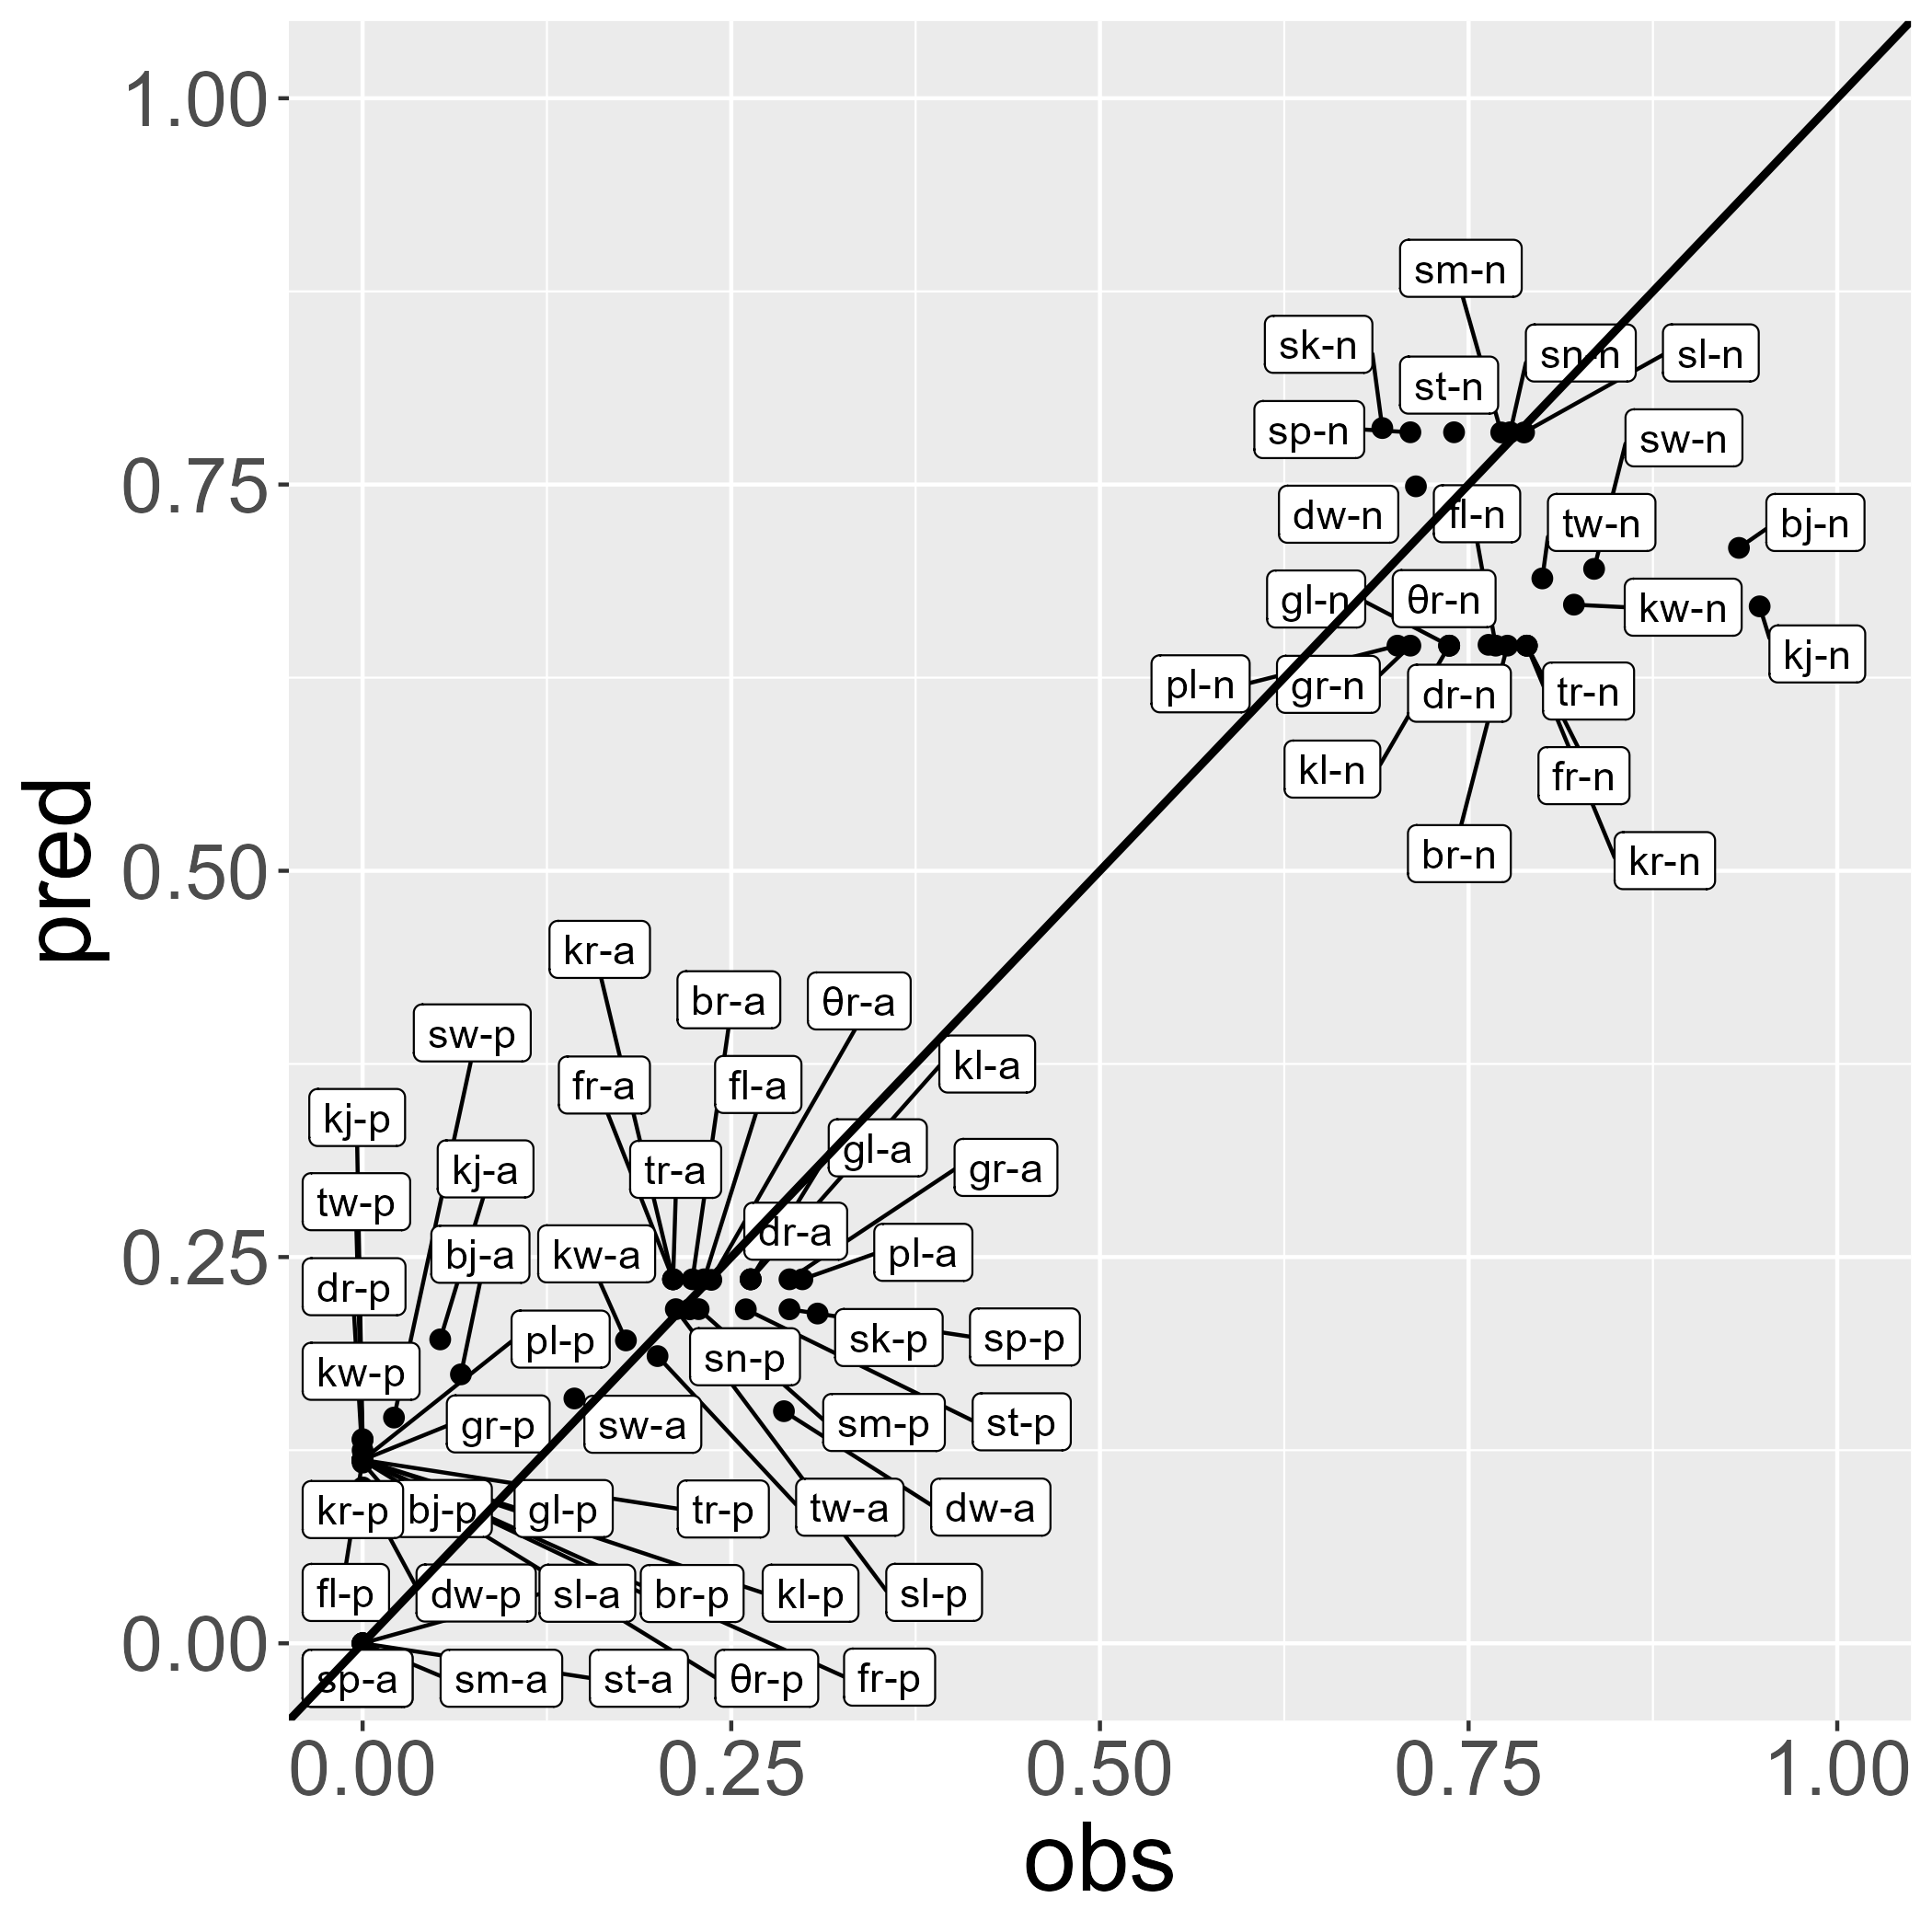 pred
1.00
0.75
0.50
0.25
0.00
sm-n
sk-n
st-n
sn-n
sl-n
sp-n
sw-n
dw-n
fl-n
tw-n
bj-n
gl-n
θr-n
kw-n
kj-n
pl-n
gr-n
dr-n
tr-n
kl-n
fr-n
br-n
kr-n
kr-a
br-a
θr-a
sw-p
fr-a
fl-a
kl-a
kj-p
kj-a
tr-a
gl-a
gr-a
tw-p
dr-a
bj-a
kw-a
pl-a
dr-p
pl-p
sn-p
sk-p
sp-p
kw-p
gr-p
sw-a
sm-p
st-p
kr-p
bj-p
gl-p
tr-p
tw-a
dw-a
fl-p
dw-p
sl-a
br-p
kl-p
sl-p
sp-a
sm-a
st-a
θr-p
fr-p
0.00
0.25
0.50
0.75
1.00
obs